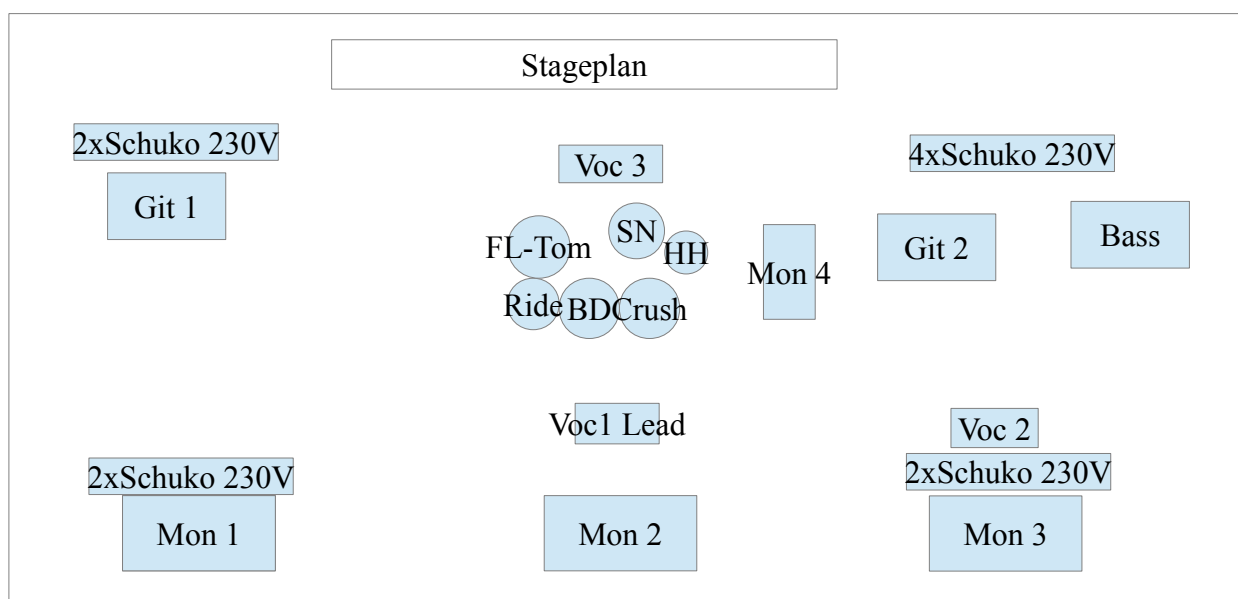 Stageplan
2xSchuko 230V
4xSchuko 230V
Voc 3
Git 1
SN
Bass
FL-Tom
HH
Git 2
Mon 4
Ride
BD
Crush
Voc1 Lead
Voc 2
2xSchuko 230V
2xSchuko 230V
Mon 1
Mon 2
Mon 3